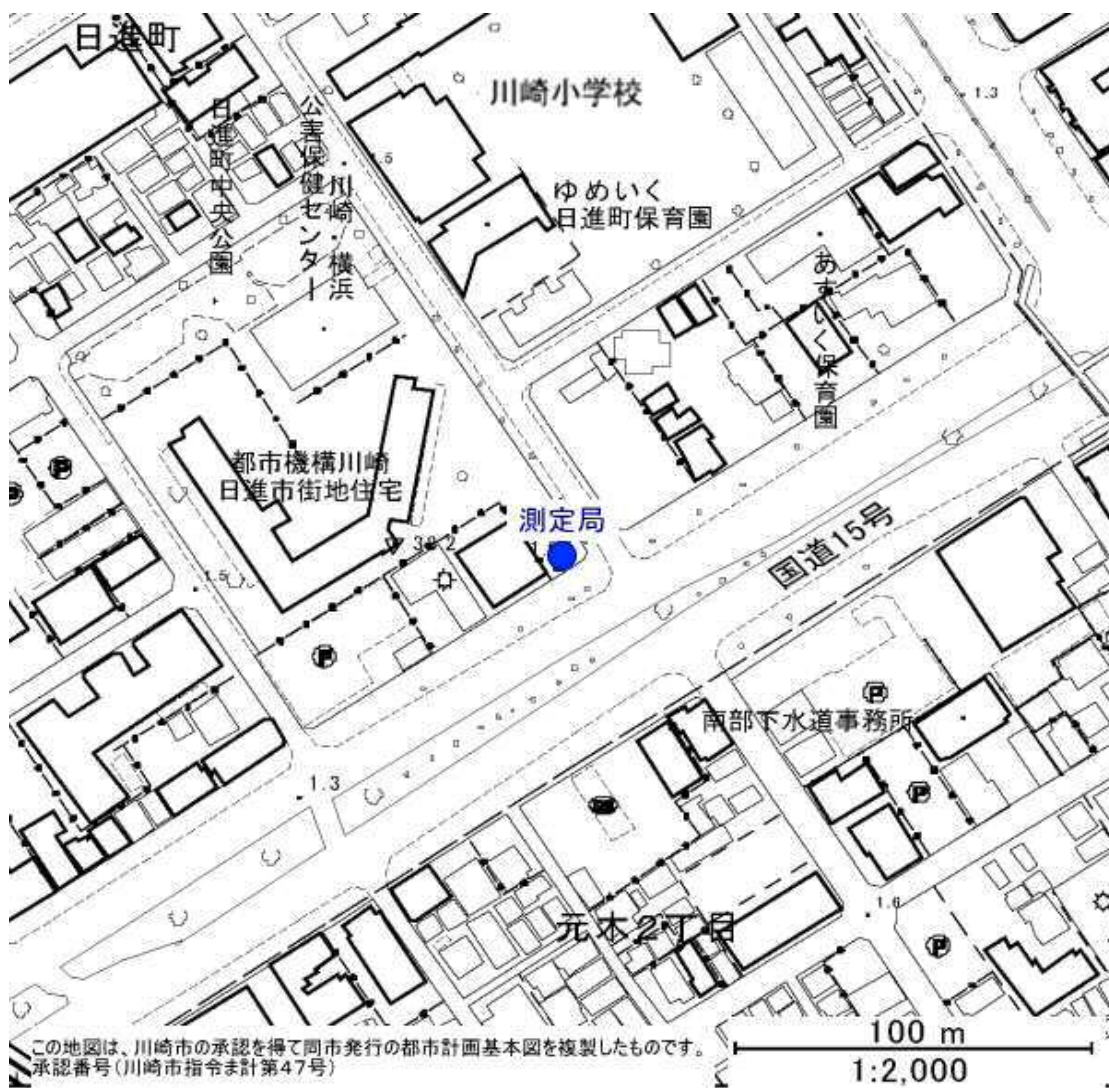 日進町
川崎小学校
1.3
日進町中央公園
公害保健センター
川崎・横浜
ゆめいく
日進町保育園
あすいく保育園
都市機構川崎
日進市街地住宅
測定局
国道15号
1.5
P
P
南部下水道事務所
P
P
1.3
1.6
元木2丁目
P
この地図は、川崎市の承認を得て同市発行の都市計画基本図を複製したものです。
承認番号(川崎市指令ま計第47号)
100 m
1:2,000